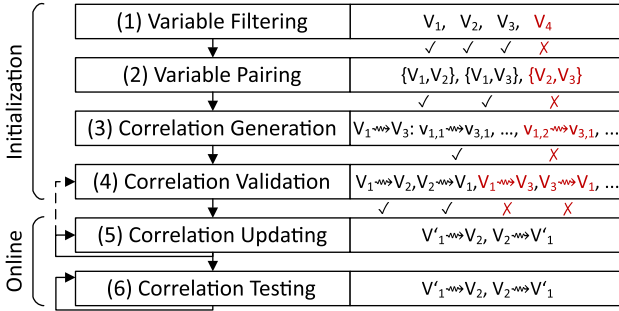 Initialization
(1) Variable Filtering V₁, V₂, V₃, V₄
✓ ✓ ✓ ✗
(2) Variable Pairing {V₁,V₂}, {V₁,V₃}, {V₂,V₃}
✓ ✓ ✗
(3) Correlation Generation V₁⇝V₃: v₁,₁⇝v₃,₁, ..., v₁,₂⇝v₃,₁, ...
✓ ✗
(4) Correlation Validation V₁⇝V₂,V₂⇝V₁,V₁⇝V₃,V₃⇝V₁, ...
✓ ✓ ✗ ✗
Online
(5) Correlation Updating V‘₁⇝V₂, V₂⇝V‘₁
(6) Correlation Testing V‘₁⇝V₂, V₂⇝V‘₁